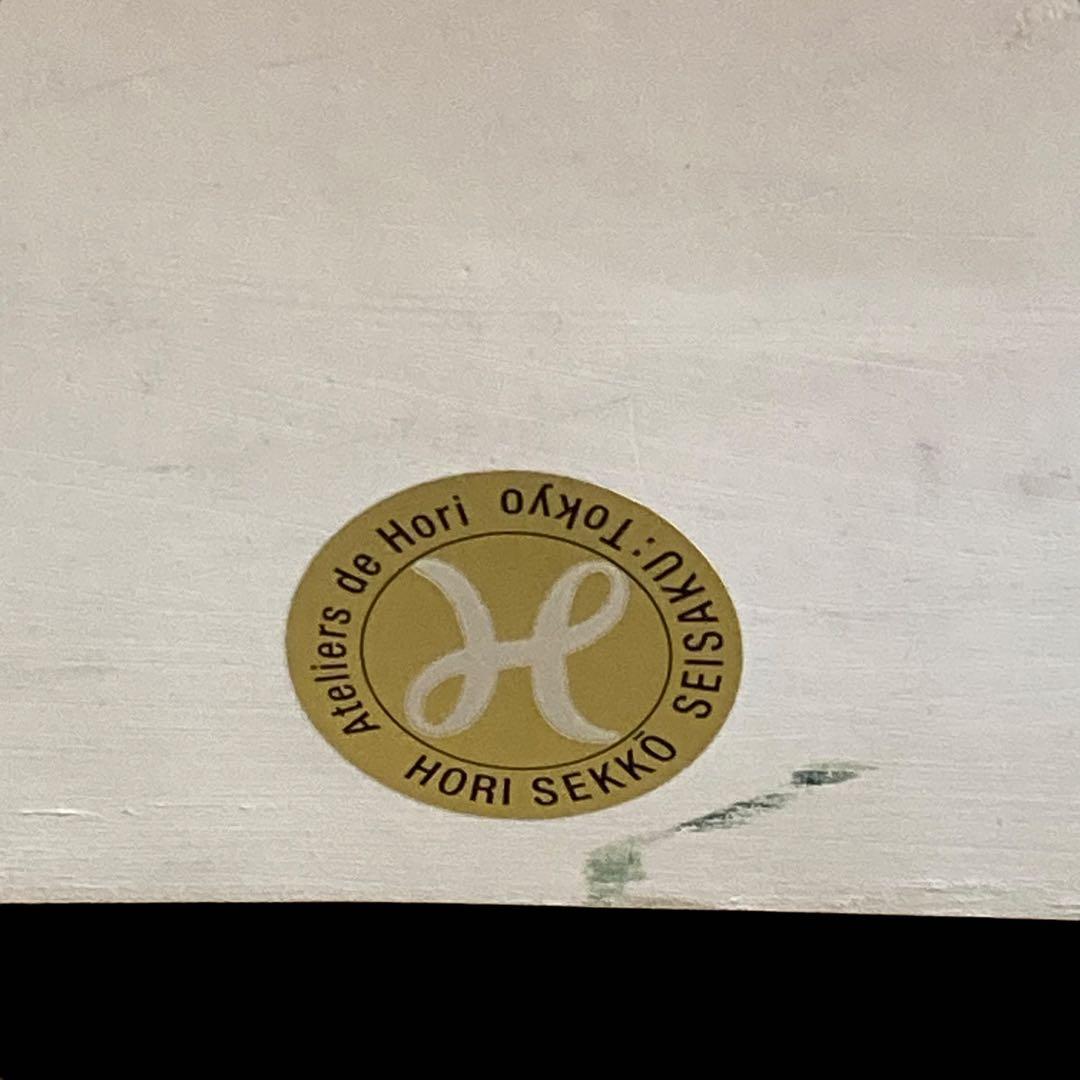 Ateliers de Hori
HORI SEKKŌ SEISAKU:Tokyo
H